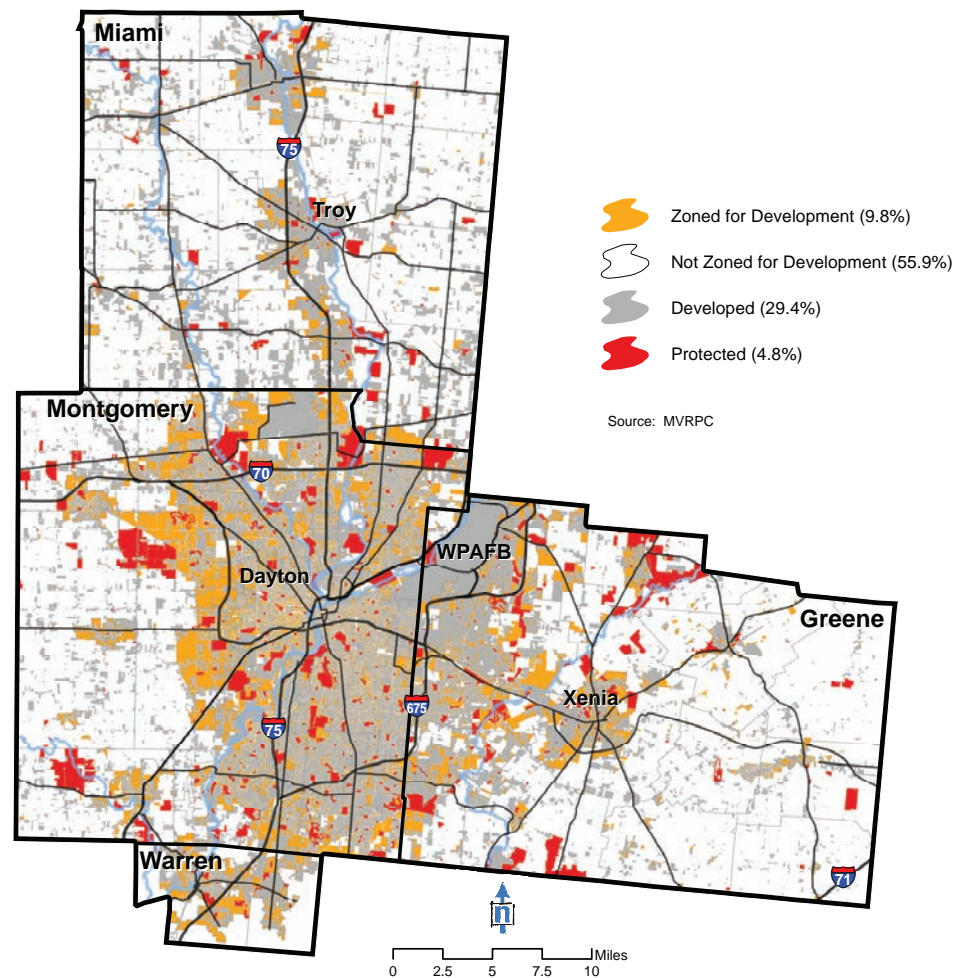 Miami
75
Troy
Zoned for Development (9.8%)
Not Zoned for Development (55.9%)
Developed (29.4%)
Protected (4.8%)
Source: MVRPC
Montgomery
70
WPAFB
Dayton
Greene
Xenia
675
75
Warren
71
n
Miles
0 2.5 5 7.5 10